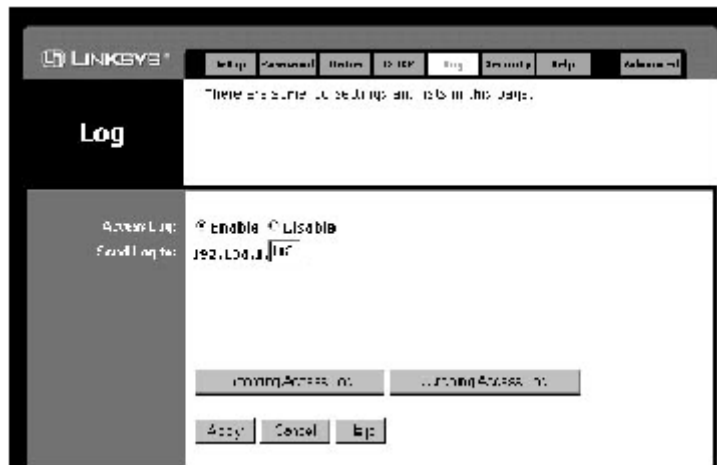 LINKSYS®
Setup Password Status DHCP Log Security Help Advanced
There are some log settings and lists in this page.
Log
Access Log: Enable Disable
Send Log to: 192.168.1.
Incoming Access Log Outgoing Access Log
Apply Cancel Help